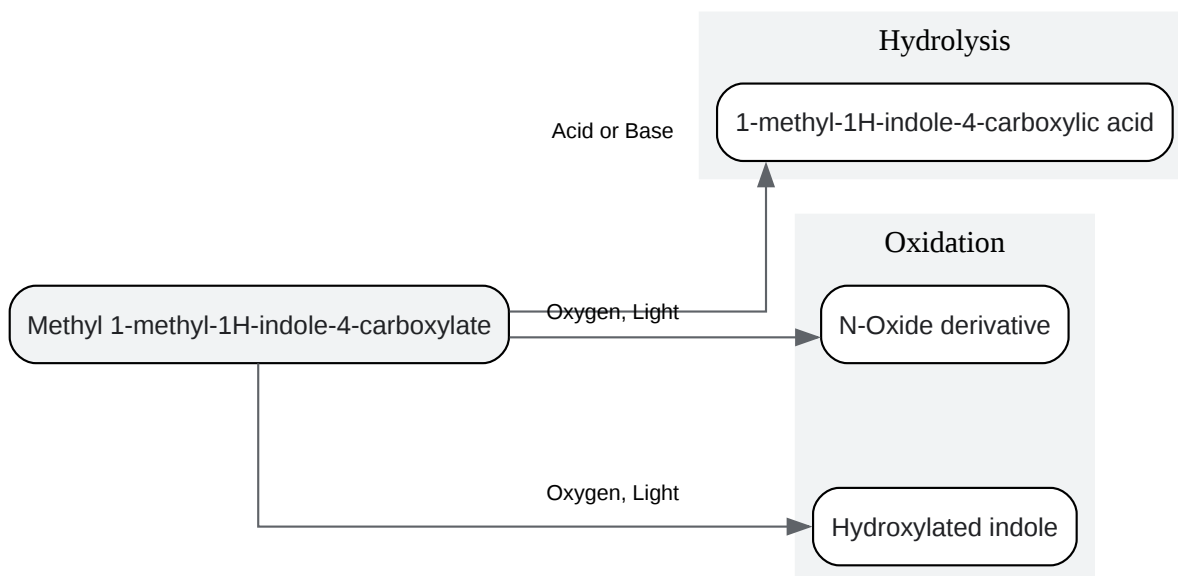 Hydrolysis
1-methyl-1H-indole-4-carboxylic acid
Acid or Base
Oxidation
Oxygen, Light
Methyl 1-methyl-1H-indole-4-carboxylate
N-Oxide derivative
Oxygen, Light
Hydroxylated indole